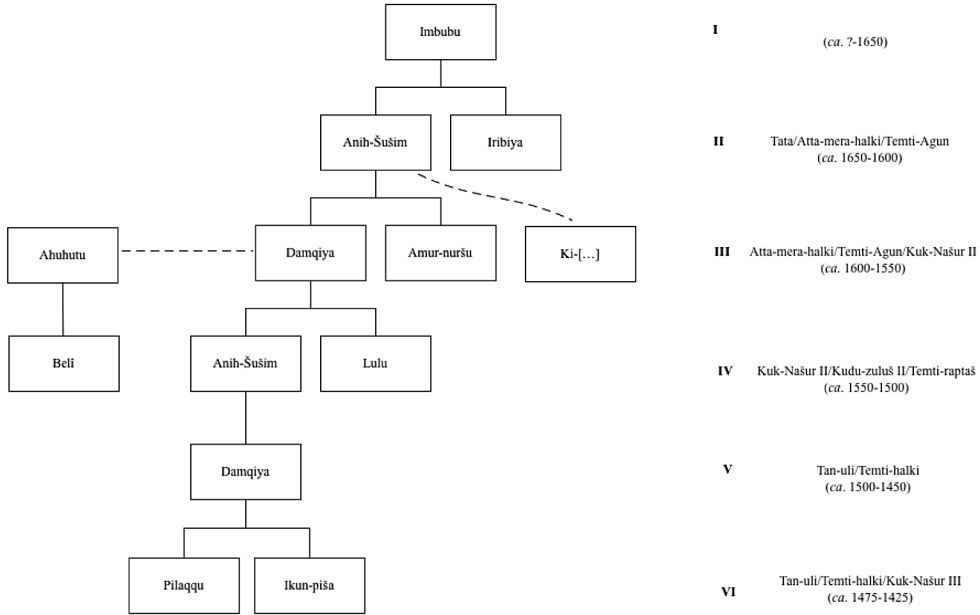 Imbubu
I
(ca. ?-1650)
Anih-Šušim
Iribiya
II
Tata/Atta-mera-halki/Temti-Agun
(ca. 1650-1600)
Ahuhutu
Damqiya
Amur-nuršu
Ki-[…]
III
Atta-mera-halki/Temti-Agun/Kuk-Našur II
(ca. 1600-1550)
Belī
Anih-Šušim
Lulu
IV
Kuk-Našur II/Kudu-zuluš II/Temti-raptaš
(ca. 1550-1500)
Damqiya
V
Tan-uli/Temti-halki
(ca. 1500-1450)
Pilaqqu
Ikun-piša
VI
Tan-uli/Temti-halki/Kuk-Našur III
(ca. 1475-1425)